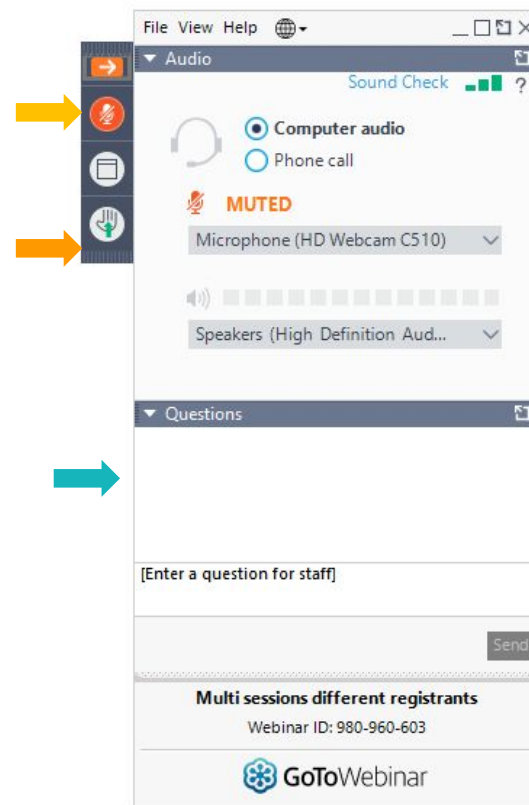 File View Help
Audio
Sound Check ?
Computer audio
Phone call
MUTED
Microphone (HD Webcam C510)
Speakers (High Definition Aud...
Questions
[Enter a question for staff]
Send
Multi sessions different registrants
Webinar ID: 980-960-603
GoToWebinar